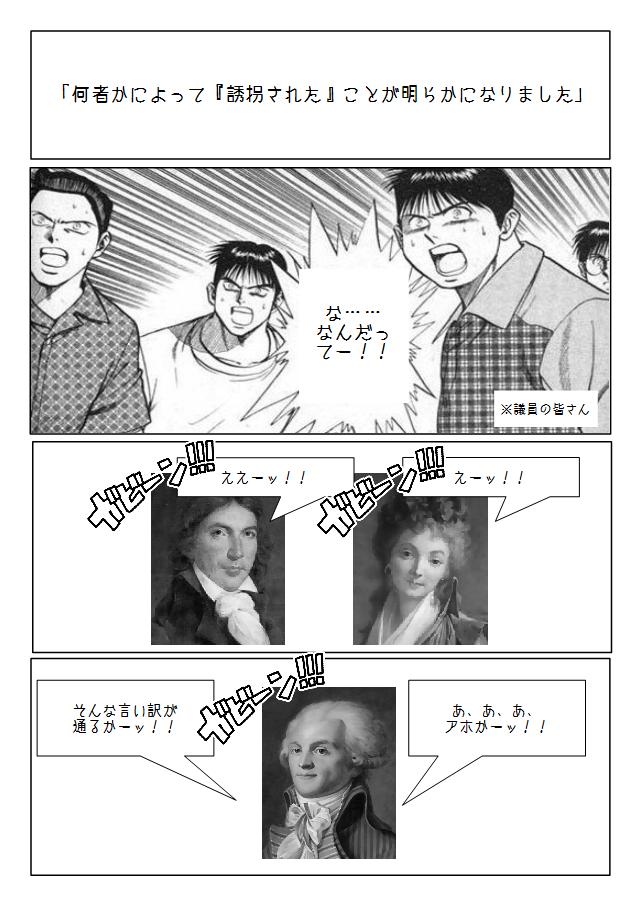 「何者かによって『誘拐された』ことが明らかになりました」
な……
なんだっ
てー！！
※議員の皆さん
ガビーン!!!
ええーッ！！
ガビーン!!!
えーッ！！
そんな言い訳が
通るかーッ！！
ガビーン!!!
あ、あ、あ、
アホかーッ！！